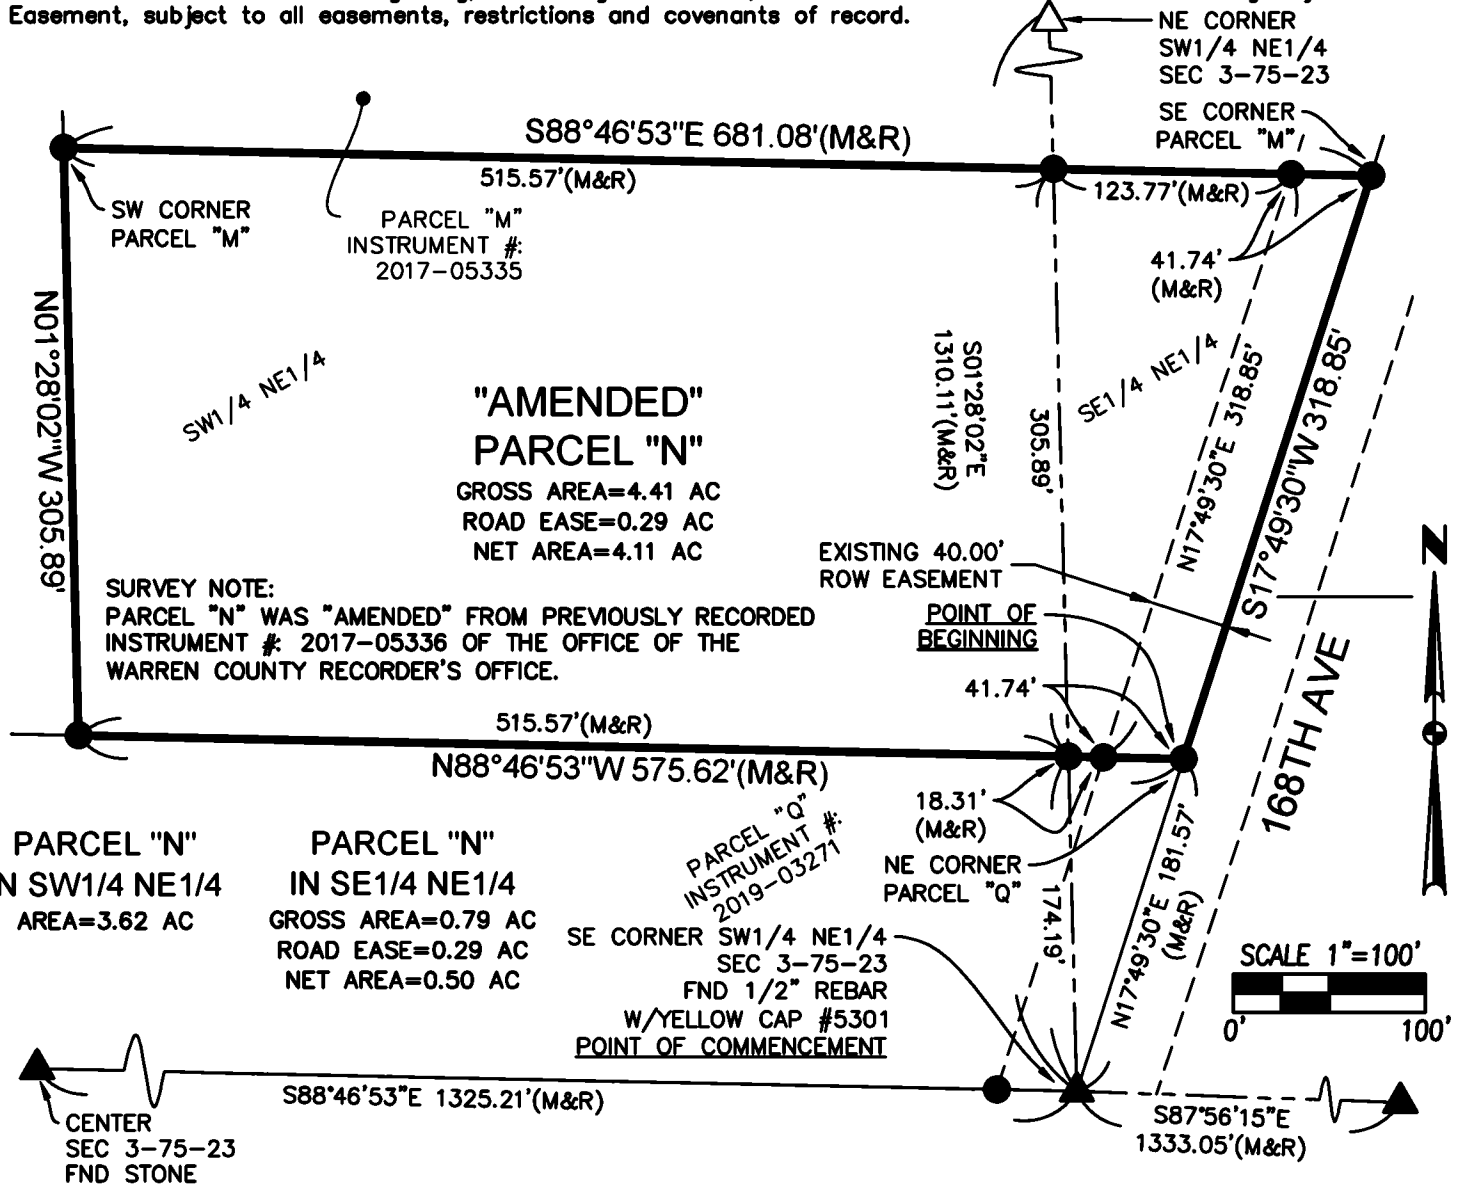 Easement, subject to all easements, restrictions and covenants of record.
NE CORNER
SW1/4 NE1/4
SEC 3-75-23
SE CORNER
PARCEL "M"
S88°46'53"E 681.08'(M&R)
515.57'(M&R)
123.77'(M&R)
SW CORNER
PARCEL "M"
PARCEL "M"
INSTRUMENT #:
2017-05335
41.74'
(M&R)
N01°28'02"W 305.89'
SW1/4 NE1/4
"AMENDED"
PARCEL "N"
GROSS AREA=4.41 AC
ROAD EASE=0.29 AC
NET AREA=4.11 AC
S01°28'02"E
1310.11'(M&R)
305.89'
SE1/4 NE1/4
N17°49'30"E 318.85'
S17°49'30"W 318.85'
EXISTING 40.00'
ROW EASEMENT
N
SURVEY NOTE:
PARCEL "N" WAS "AMENDED" FROM PREVIOUSLY RECORDED
INSTRUMENT #: 2017-05336 OF THE OFFICE OF THE
WARREN COUNTY RECORDER'S OFFICE.
POINT OF
BEGINNING
41.74'
168TH AVE
515.57'(M&R)
N88°46'53"W 575.62'(M&R)
18.31'
(M&R)
PARCEL "Q"
INSTRUMENT #:
2019-03271
NE CORNER
PARCEL "Q"
174.19'
N17°49'30"E 181.57'
(M&R)
PARCEL "N"
N SW1/4 NE1/4
AREA=3.62 AC
PARCEL "N"
IN SE1/4 NE1/4
GROSS AREA=0.79 AC
ROAD EASE=0.29 AC
NET AREA=0.50 AC
SE CORNER SW1/4 NE1/4
SEC 3-75-23
FND 1/2" REBAR
W/YELLOW CAP #5301
POINT OF COMMENCEMENT
SCALE 1"=100'
0'
100'
S88°46'53"E 1325.21'(M&R)
CENTER
SEC 3-75-23
FND STONE
S87°56'15"E
1333.05'(M&R)